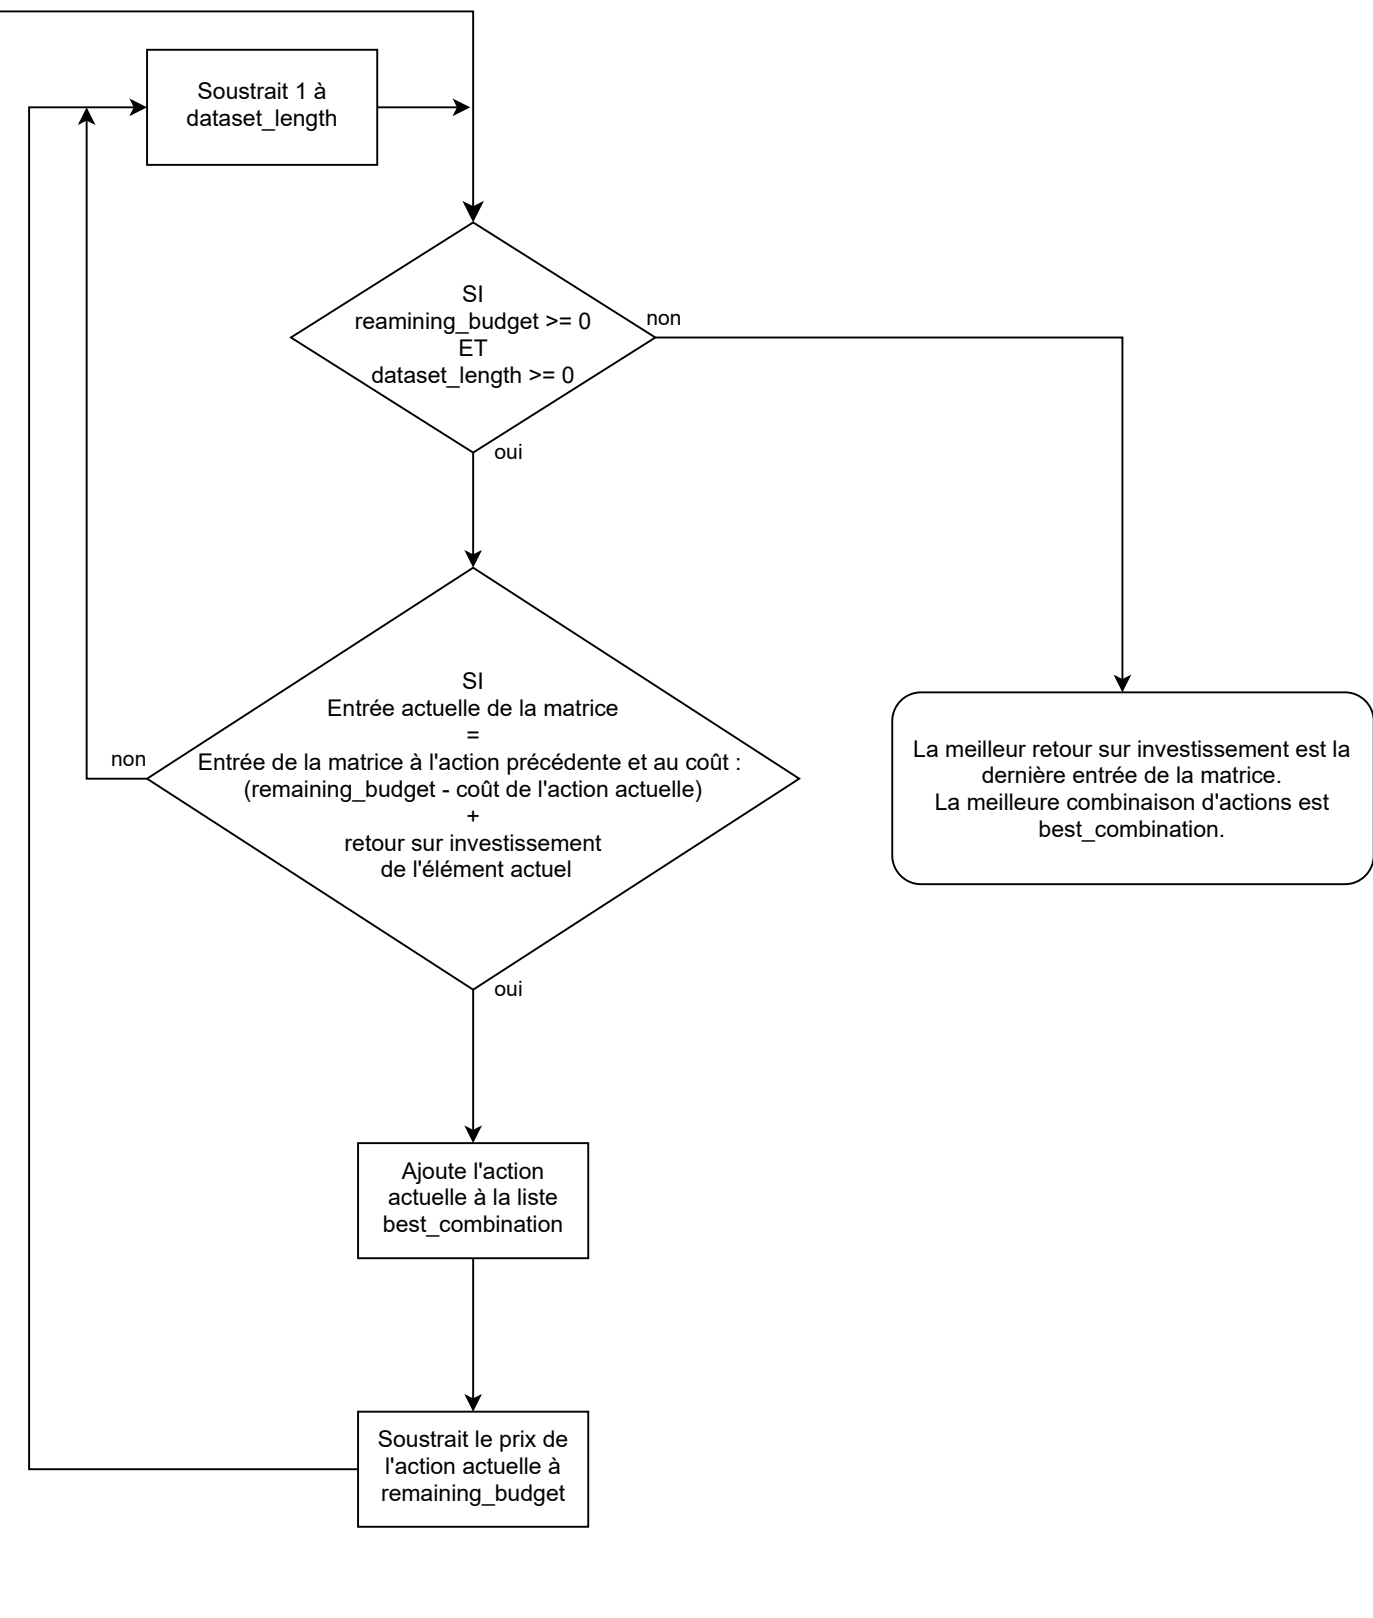 Soustrait 1 à
dataset_length
SI
reamining_budget >= 0
ET
dataset_length >= 0
non
oui
SI
Entrée actuelle de la matrice
=
Entrée de la matrice à l'action précédente et au coût :
(remaining_budget - coût de l'action actuelle)
+
retour sur investissement
de l'élément actuel
non
oui
La meilleur retour sur investissement est la
dernière entrée de la matrice.
La meilleure combinaison d'actions est
best_combination.
Ajoute l'action
actuelle à la liste
best_combination
Soustrait le prix de
l'action actuelle à
remaining_budget